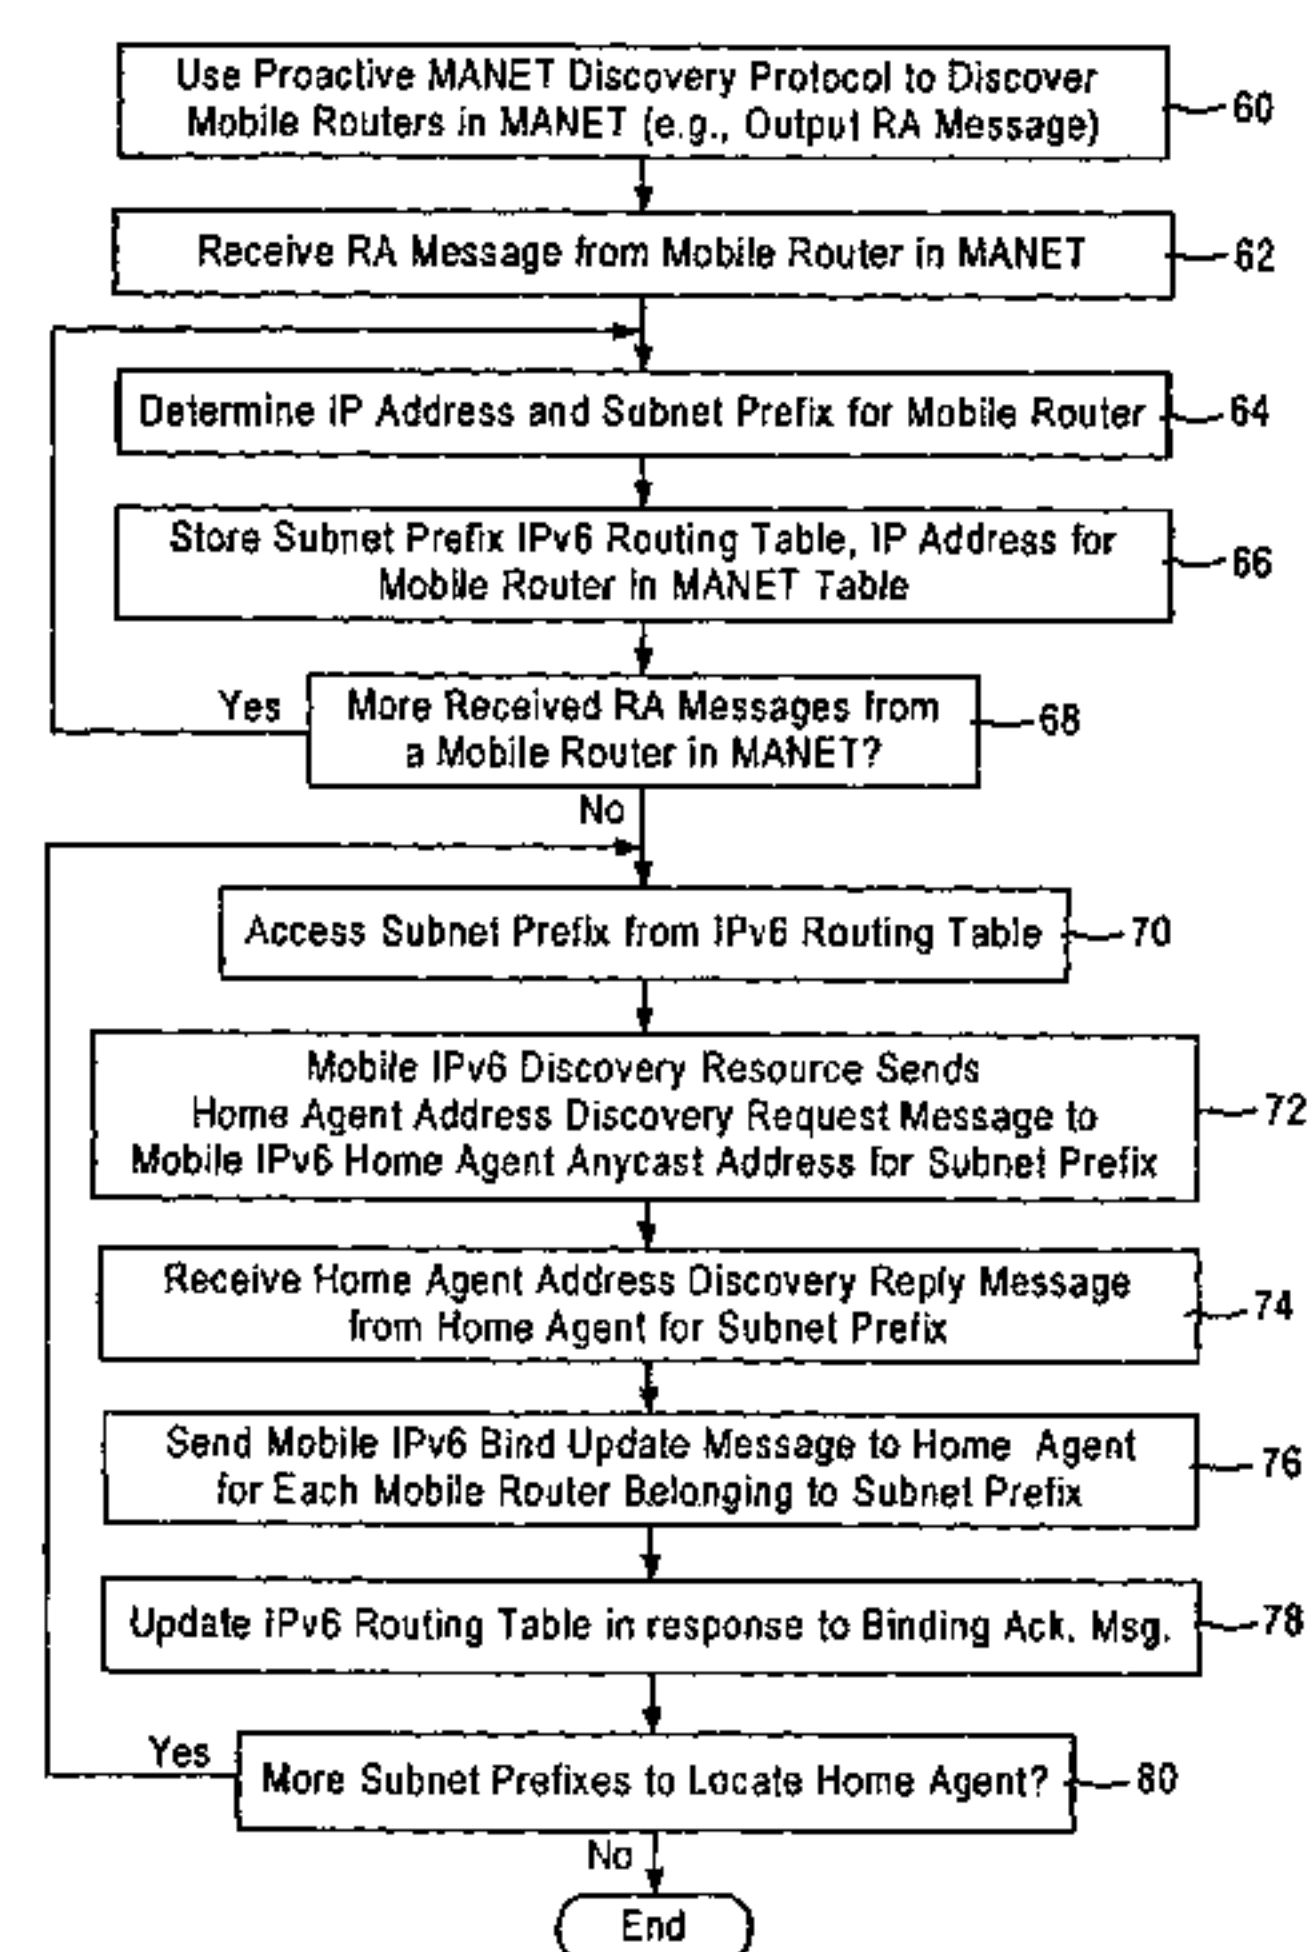 Use Proactive MANET Discovery Protocol to Discover
Mobile Routers in MANET (e.g., Output RA Message)
60
Receive RA Message from Mobile Router in MANET
62
Determine IP Address and Subnet Prefix for Mobile Router
64
Store Subnet Prefix IPv6 Routing Table, IP Address for
Mobile Router in MANET Table
66
Yes
More Received RA Messages from
a Mobile Router in MANET?
68
No
Access Subnet Prefix from IPv6 Routing Table
70
Mobile IPv6 Discovery Resource Sends
Home Agent Address Discovery Request Message to
Mobile IPv6 Home Agent Anycast Address for Subnet Prefix
72
Receive Home Agent Address Discovery Reply Message
from Home Agent for Subnet Prefix
74
Send Mobile IPv6 Bind Update Message to Home Agent
for Each Mobile Router Belonging to Subnet Prefix
76
Update IPv6 Routing Table in response to Binding Ack. Msg.
78
Yes
More Subnet Prefixes to Locate Home Agent?
80
No
End